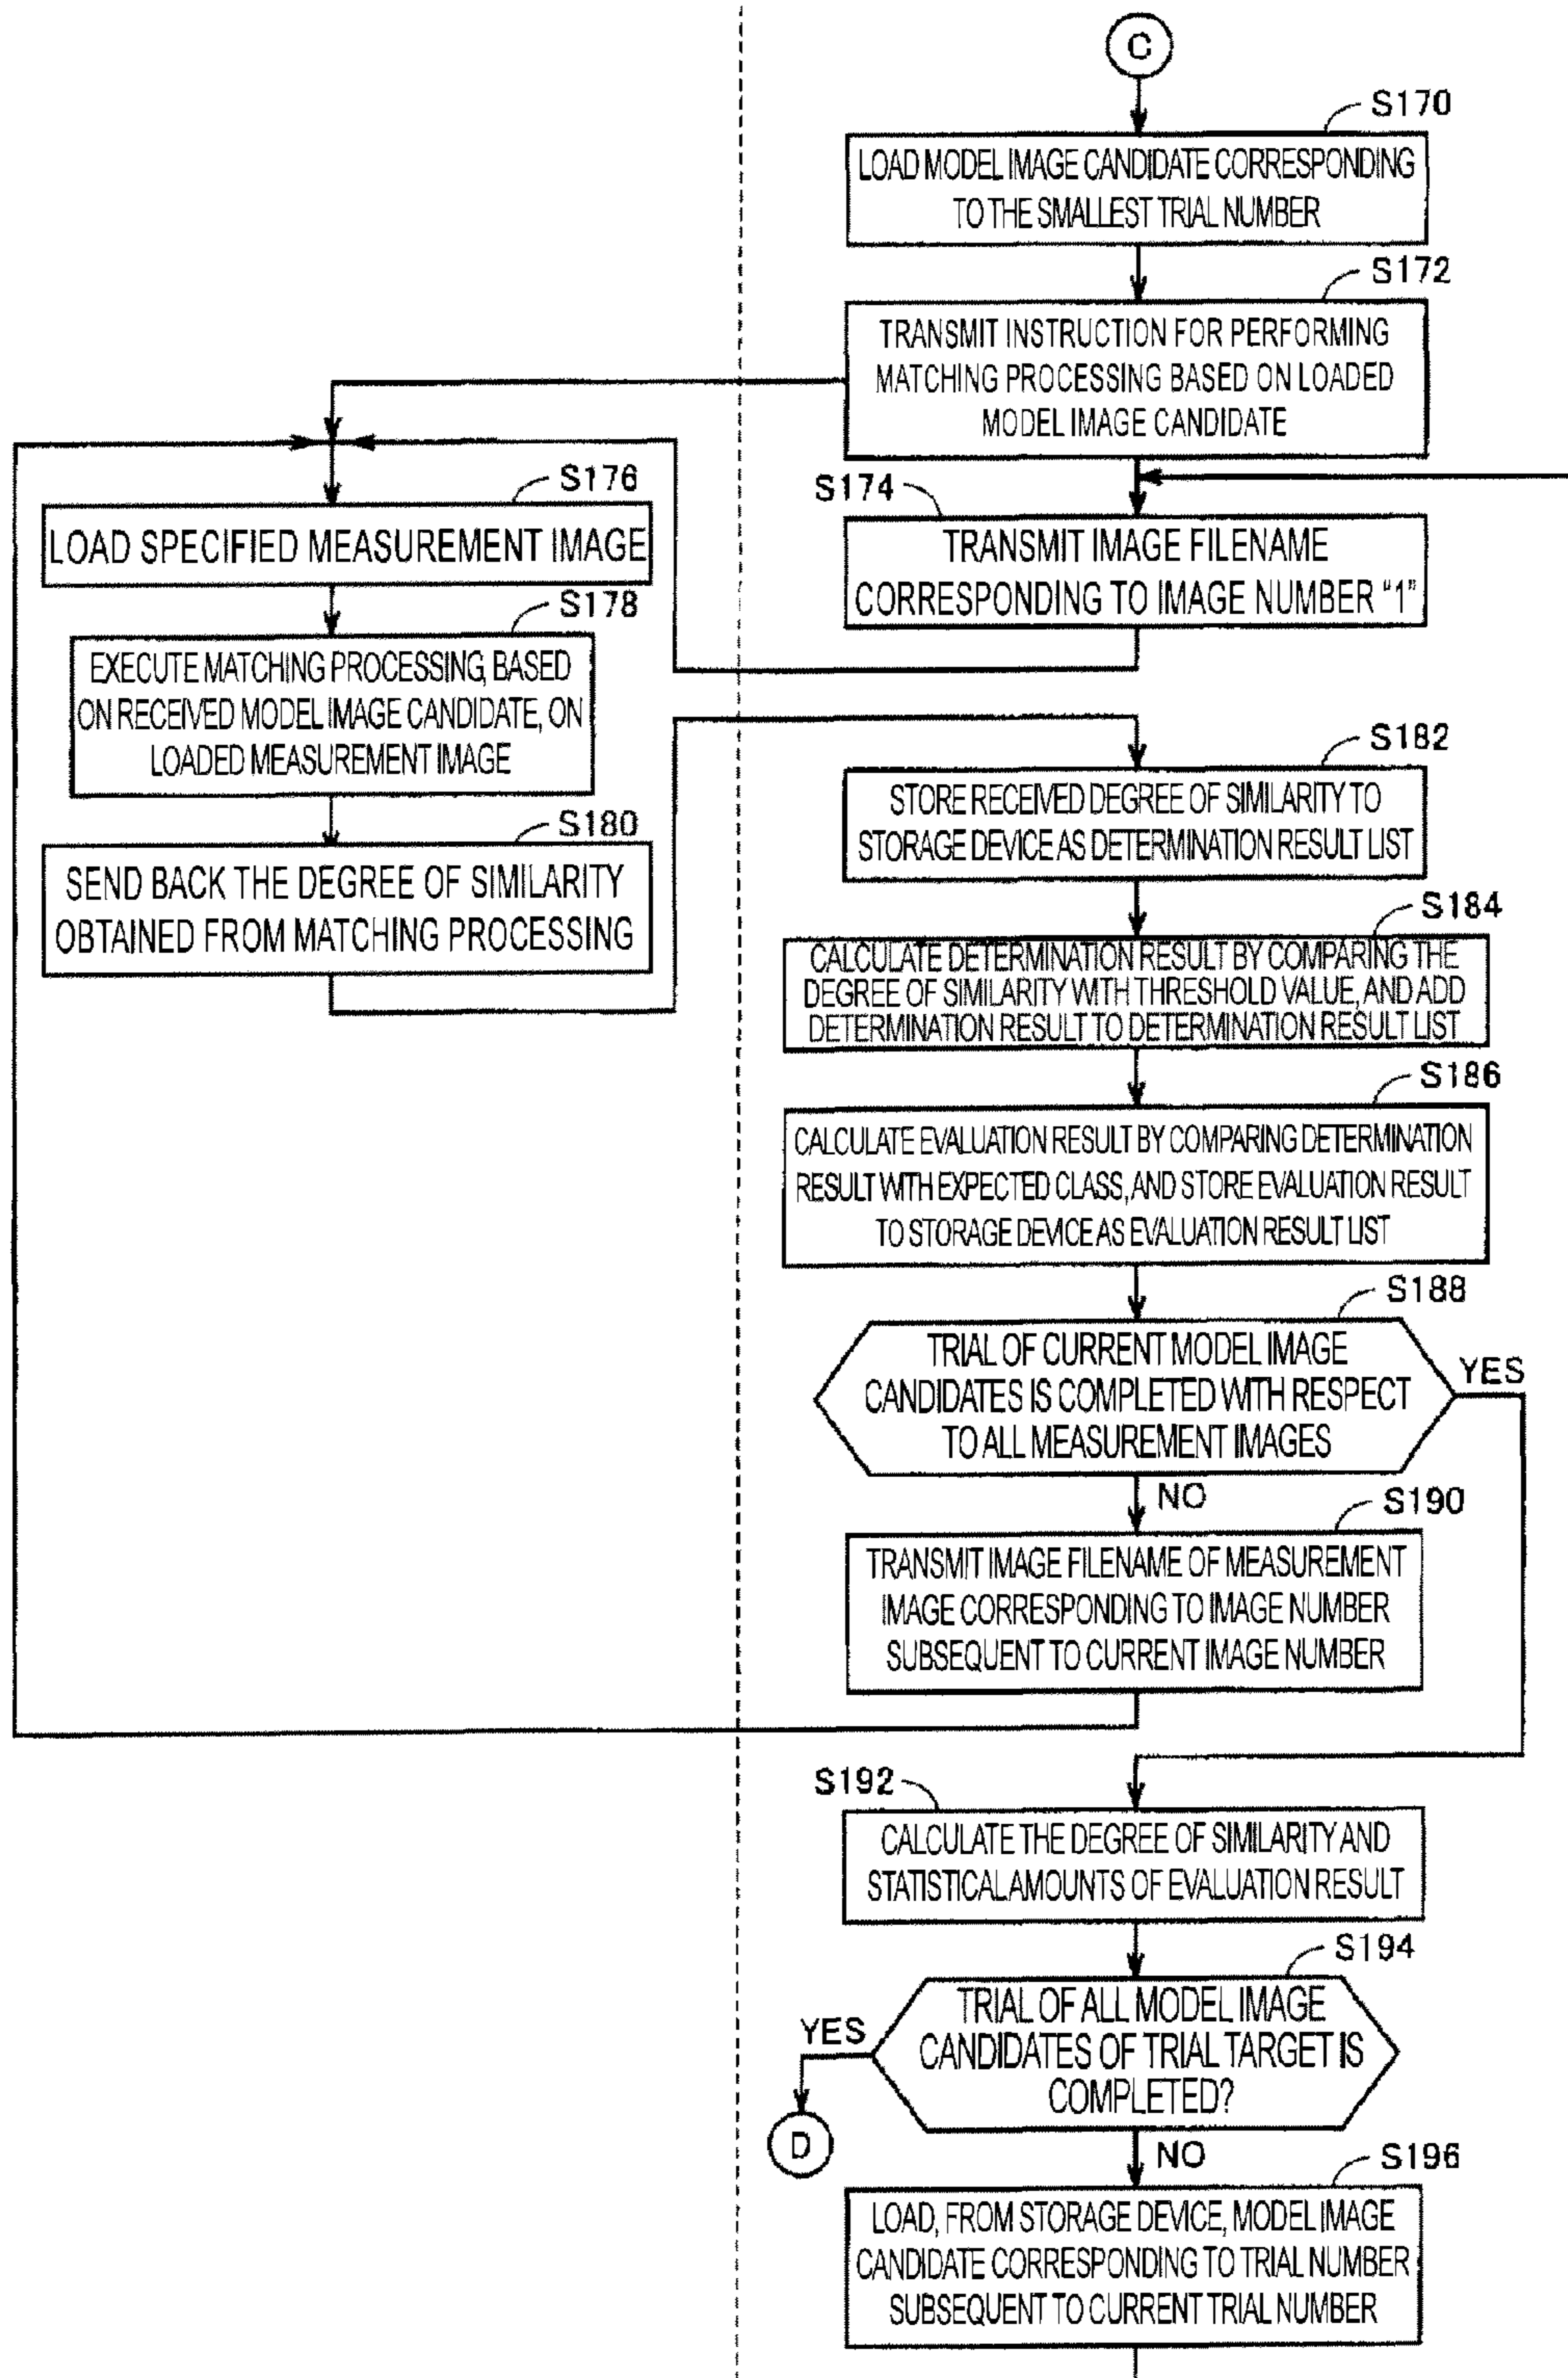 C
S170
LOAD MODEL IMAGE CANDIDATE CORRESPONDING
TO THE SMALLEST TRIAL NUMBER
S172
TRANSMIT INSTRUCTION FOR PERFORMING
MATCHING PROCESSING BASED ON LOADED
MODEL IMAGE CANDIDATE
S174
TRANSMIT IMAGE FILENAME
CORRESPONDING TO IMAGE NUMBER “1”
S176
LOAD SPECIFIED MEASUREMENT IMAGE
S178
EXECUTE MATCHING PROCESSING, BASED
ON RECEIVED MODEL IMAGE CANDIDATE, ON
LOADED MEASUREMENT IMAGE
S180
SEND BACK THE DEGREE OF SIMILARITY
OBTAINED FROM MATCHING PROCESSING
S182
STORE RECEIVED DEGREE OF SIMILARITY TO
STORAGE DEVICE AS DETERMINATION RESULT LIST
S184
CALCULATE DETERMINATION RESULT BY COMPARING THE
DEGREE OF SIMILARITY WITH THRESHOLD VALUE, AND ADD
DETERMINATION RESULT TO DETERMINATION RESULT LIST
S186
CALCULATE EVALUATION RESULT BY COMPARING DETERMINATION
RESULT WITH EXPECTED CLASS, AND STORE EVALUATION RESULT
TO STORAGE DEVICE AS EVALUATION RESULT LIST
S188
TRIAL OF CURRENT MODEL IMAGE
CANDIDATES IS COMPLETED WITH RESPECT
TO ALL MEASUREMENT IMAGES
YES
NO
S190
TRANSMIT IMAGE FILENAME OF MEASUREMENT
IMAGE CORRESPONDING TO IMAGE NUMBER
SUBSEQUENT TO CURRENT IMAGE NUMBER
S192
CALCULATE THE DEGREE OF SIMILARITY AND
STATISTICAL AMOUNTS OF EVALUATION RESULT
S194
TRIAL OF ALL MODEL IMAGE
CANDIDATES OF TRIAL TARGET IS
COMPLETED?
YES
D
NO
S196
LOAD, FROM STORAGE DEVICE, MODEL IMAGE
CANDIDATE CORRESPONDING TO TRIAL NUMBER
SUBSEQUENT TO CURRENT TRIAL NUMBER